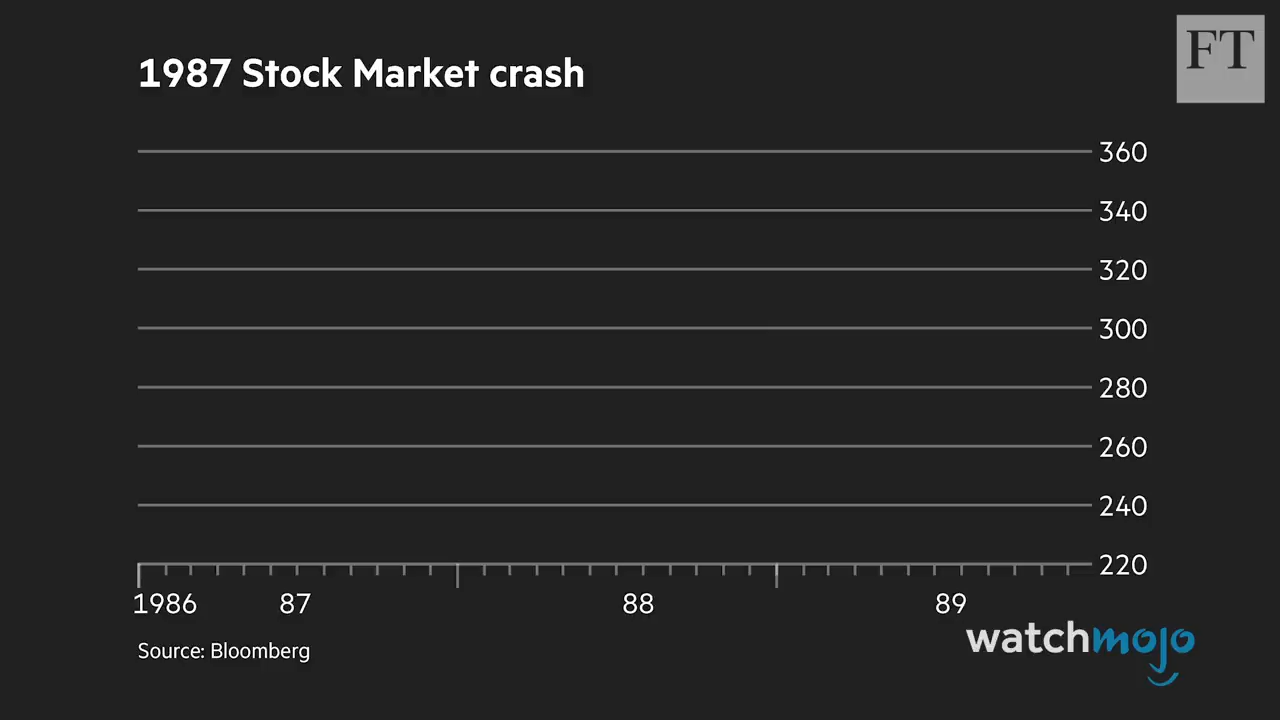 FT
1987 Stock Market crash
360
340
320
300
280
260
240
220
1986 87 88 89
watchmojo
Source: Bloomberg